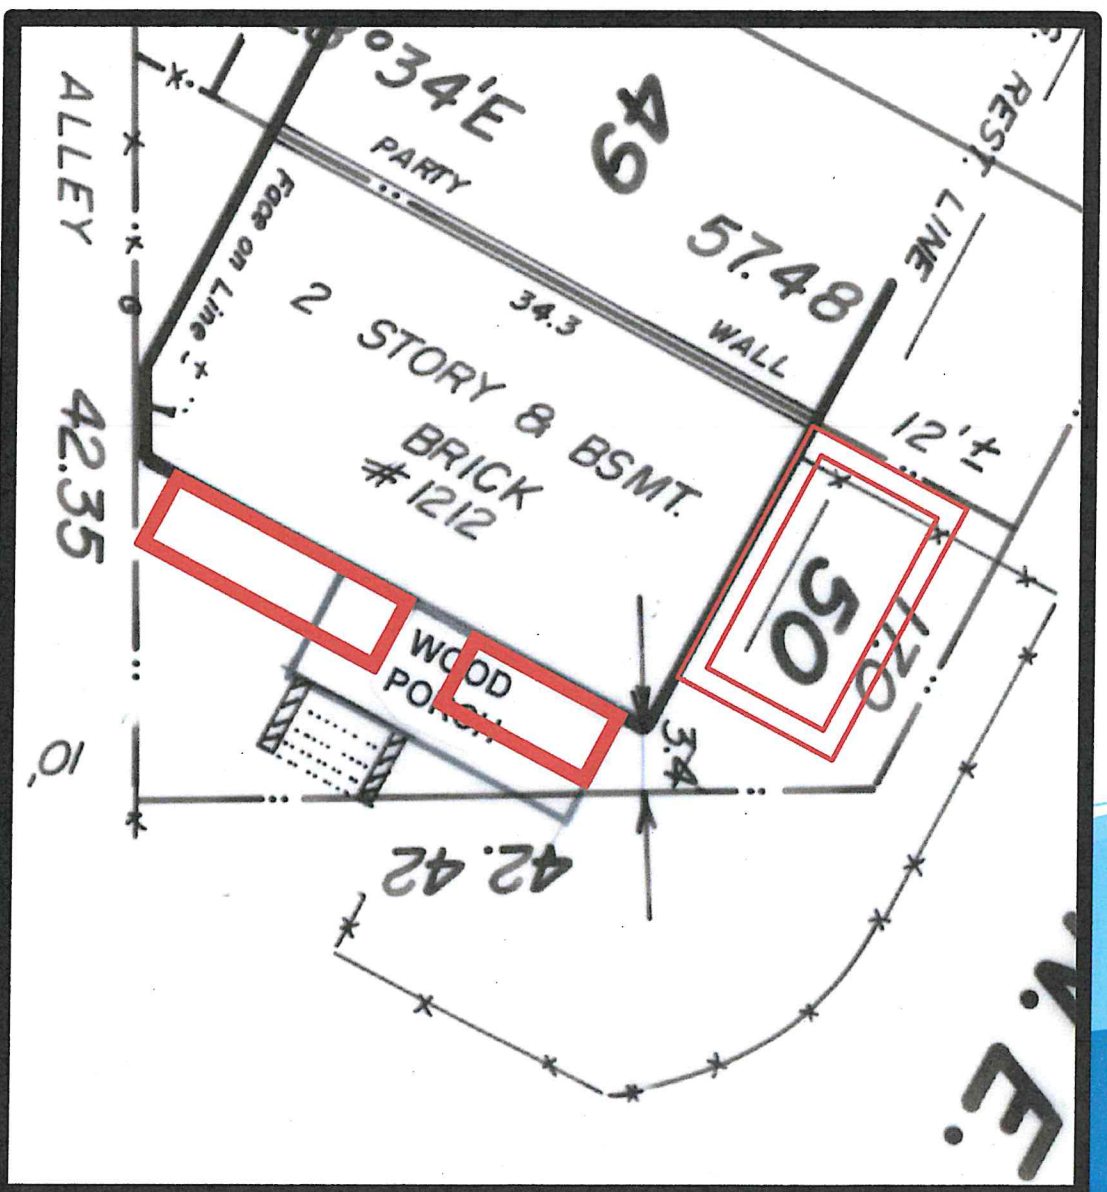 °34'E
49
REST. LINE
ALLEY
PARTY WALL
57.48
Face on Line ±
34.3
12'±
2 STORY & BSMT.
BRICK
# 1212
42.35
50
17.0
WOOD
PORCH
3.4
10'
42.42
N.E.